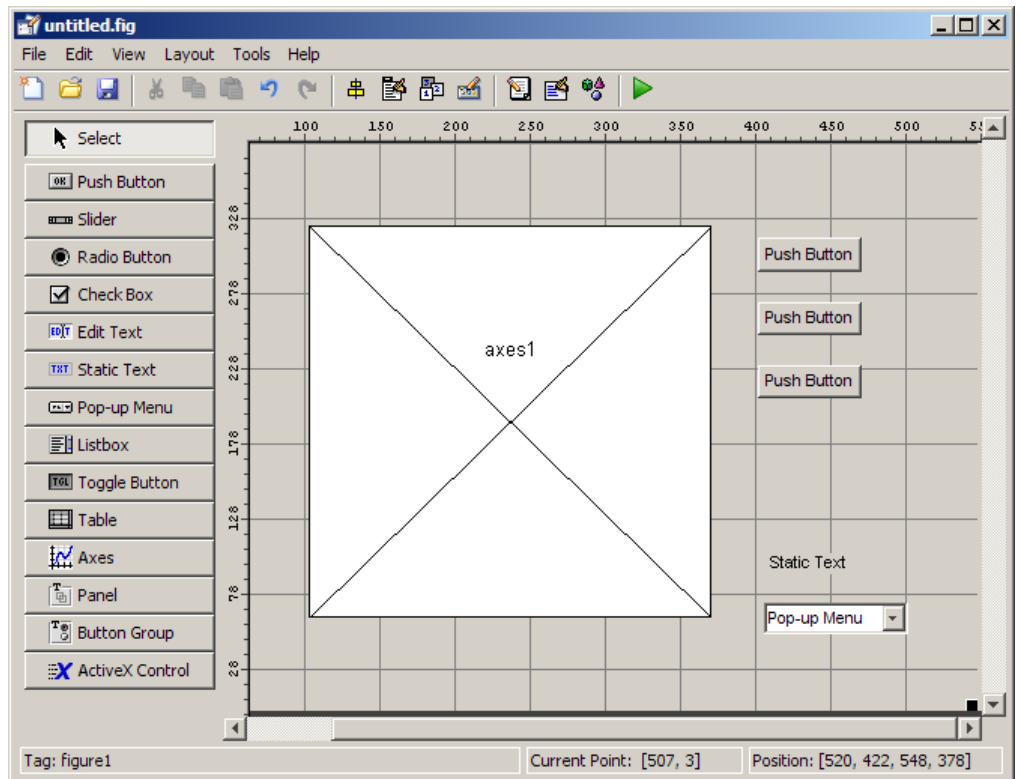 untitled.fig
File Edit View Layout Tools Help
Select
Push Button
Slider
Radio Button
Check Box
EDIT Edit Text
TXT Static Text
Pop-up Menu
Listbox
TGL Toggle Button
Table
Axes
Panel
Button Group
ActiveX Control
100 150 200 250 300 350 400 450 500
328
278
228
178
128
78
28
axes1
Push Button
Push Button
Push Button
Static Text
Pop-up Menu
Tag: figure1
Current Point: [507, 3]
Position: [520, 422, 548, 378]